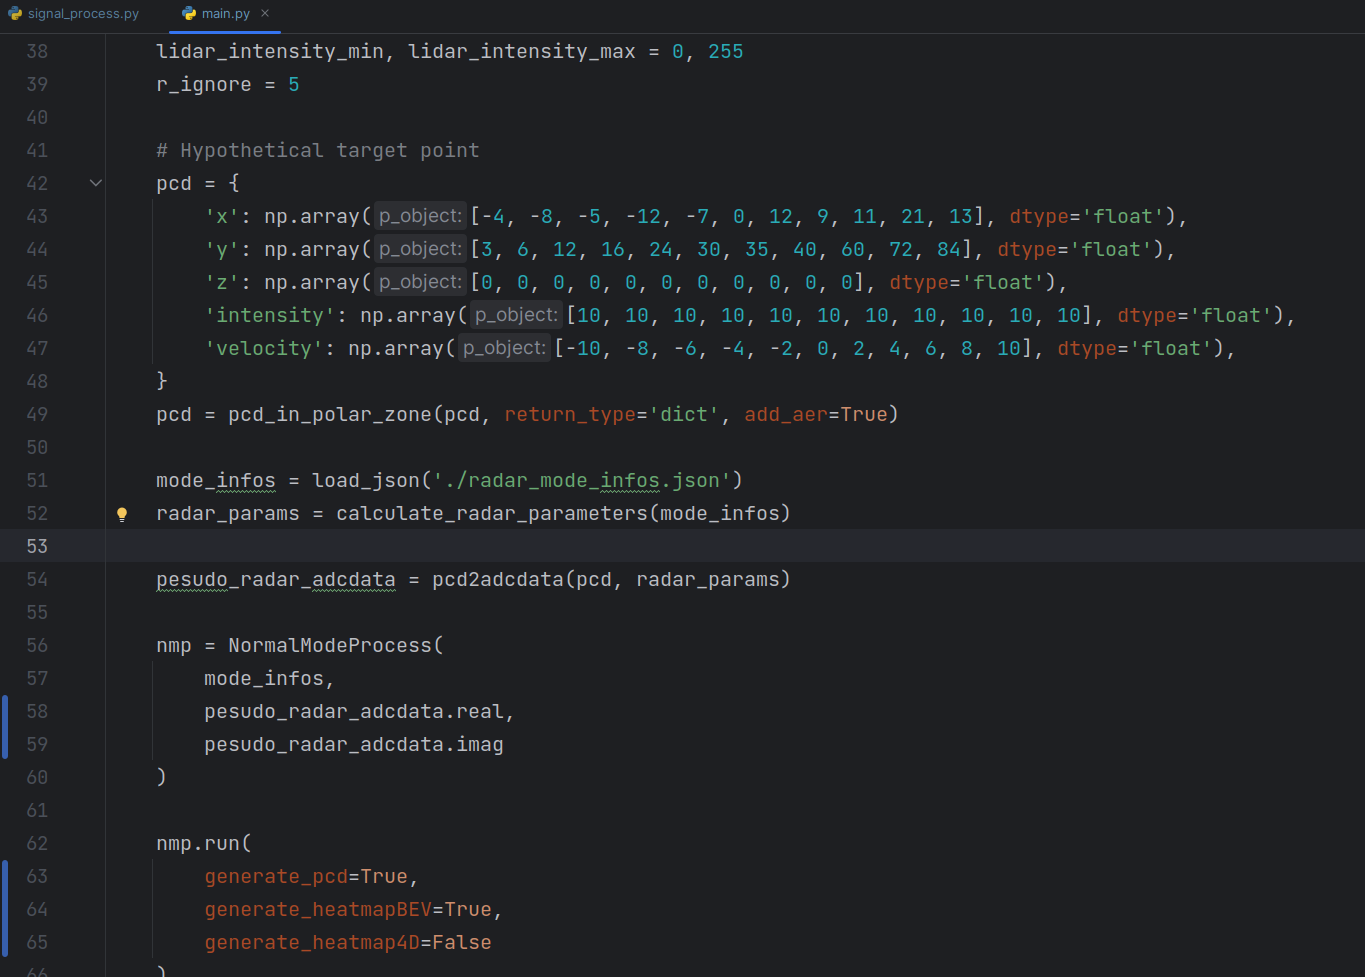 signal_process.py main.py ×
38 lidar_intensity_min, lidar_intensity_max = 0, 255
39 r_ignore = 5
40
41 # Hypothetical target point
42 pcd = {
43 'x': np.array( p_object: [-4, -8, -5, -12, -7, 0, 12, 9, 11, 21, 13], dtype='float'),
44 'y': np.array( p_object: [3, 6, 12, 16, 24, 30, 35, 40, 60, 72, 84], dtype='float'),
45 'z': np.array( p_object: [0, 0, 0, 0, 0, 0, 0, 0, 0, 0, 0], dtype='float'),
46 'intensity': np.array( p_object: [10, 10, 10, 10, 10, 10, 10, 10, 10, 10, 10], dtype='float'),
47 'velocity': np.array( p_object: [-10, -8, -6, -4, -2, 0, 2, 4, 6, 8, 10], dtype='float'),
48 }
49 pcd = pcd_in_polar_zone(pcd, return_type='dict', add_aer=True)
50
51 mode_infos = load_json('./radar_mode_infos.json')
52 radar_params = calculate_radar_parameters(mode_infos)
53
54 pesudo_radar_adcdata = pcd2adcdata(pcd, radar_params)
55
56 nmp = NormalModeProcess(
57 mode_infos,
58 pesudo_radar_adcdata.real,
59 pesudo_radar_adcdata.imag
60 )
61
62 nmp.run(
63 generate_pcd=True,
64 generate_heatmapBEV=True,
65 generate_heatmap4D=False
66 )